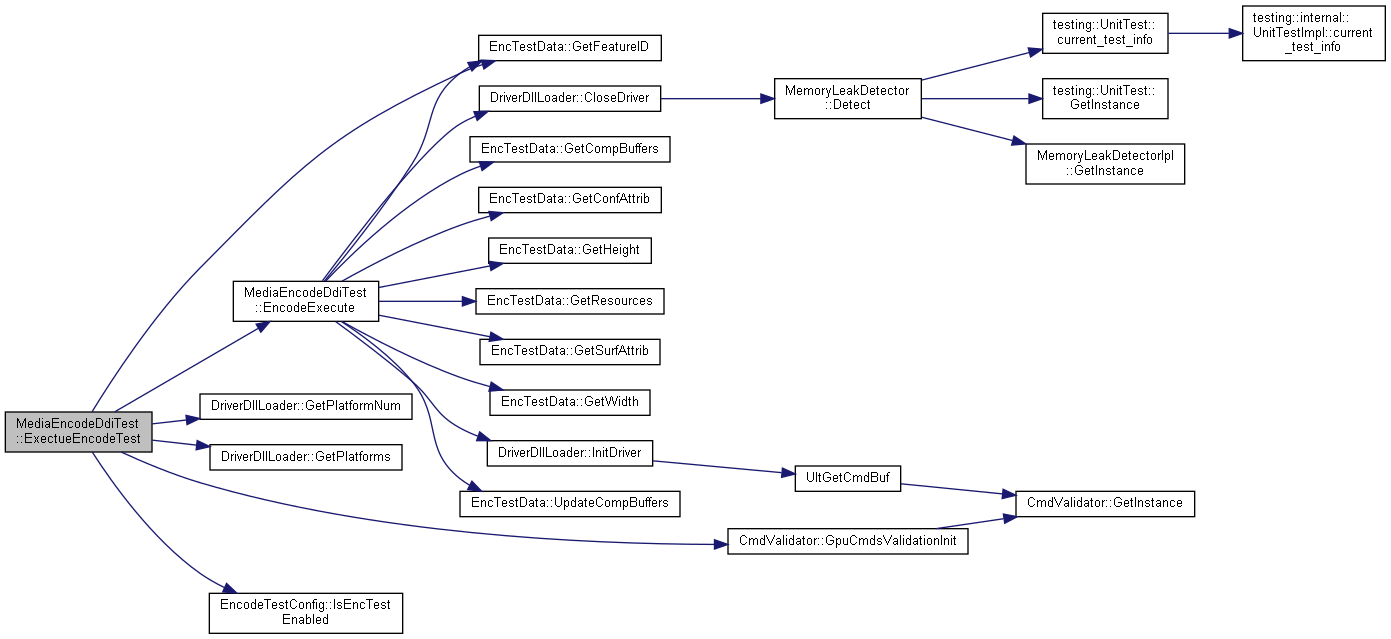 testing::UnitTest::
current_test_info
testing::internal::
UnitTestImpl::current
_test_info
EncTestData::GetFeatureID
DriverDllLoader::CloseDriver
MemoryLeakDetector
::Detect
testing::UnitTest::
GetInstance
EncTestData::GetCompBuffers
MemoryLeakDetectorIpl
::GetInstance
EncTestData::GetConfAttrib
EncTestData::GetHeight
MediaEncodeDdiTest
::EncodeExecute
EncTestData::GetResources
EncTestData::GetSurfAttrib
EncTestData::GetWidth
DriverDllLoader::GetPlatformNum
MediaEncodeDdiTest
::ExectueEncodeTest
DriverDllLoader::GetPlatforms
DriverDllLoader::InitDriver
UltGetCmdBuf
EncTestData::UpdateCompBuffers
CmdValidator::GetInstance
CmdValidator::GpuCmdsValidationInit
EncodeTestConfig::IsEncTest
Enabled